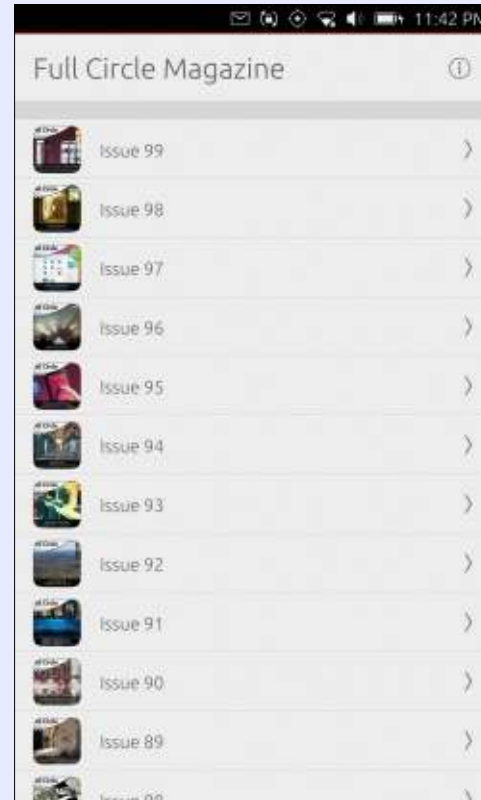 11:42 PM
Full Circle Magazine
Issue 99
Issue 98
Issue 97
Issue 96
Issue 95
Issue 94
Issue 93
Issue 92
Issue 91
Issue 90
Issue 89